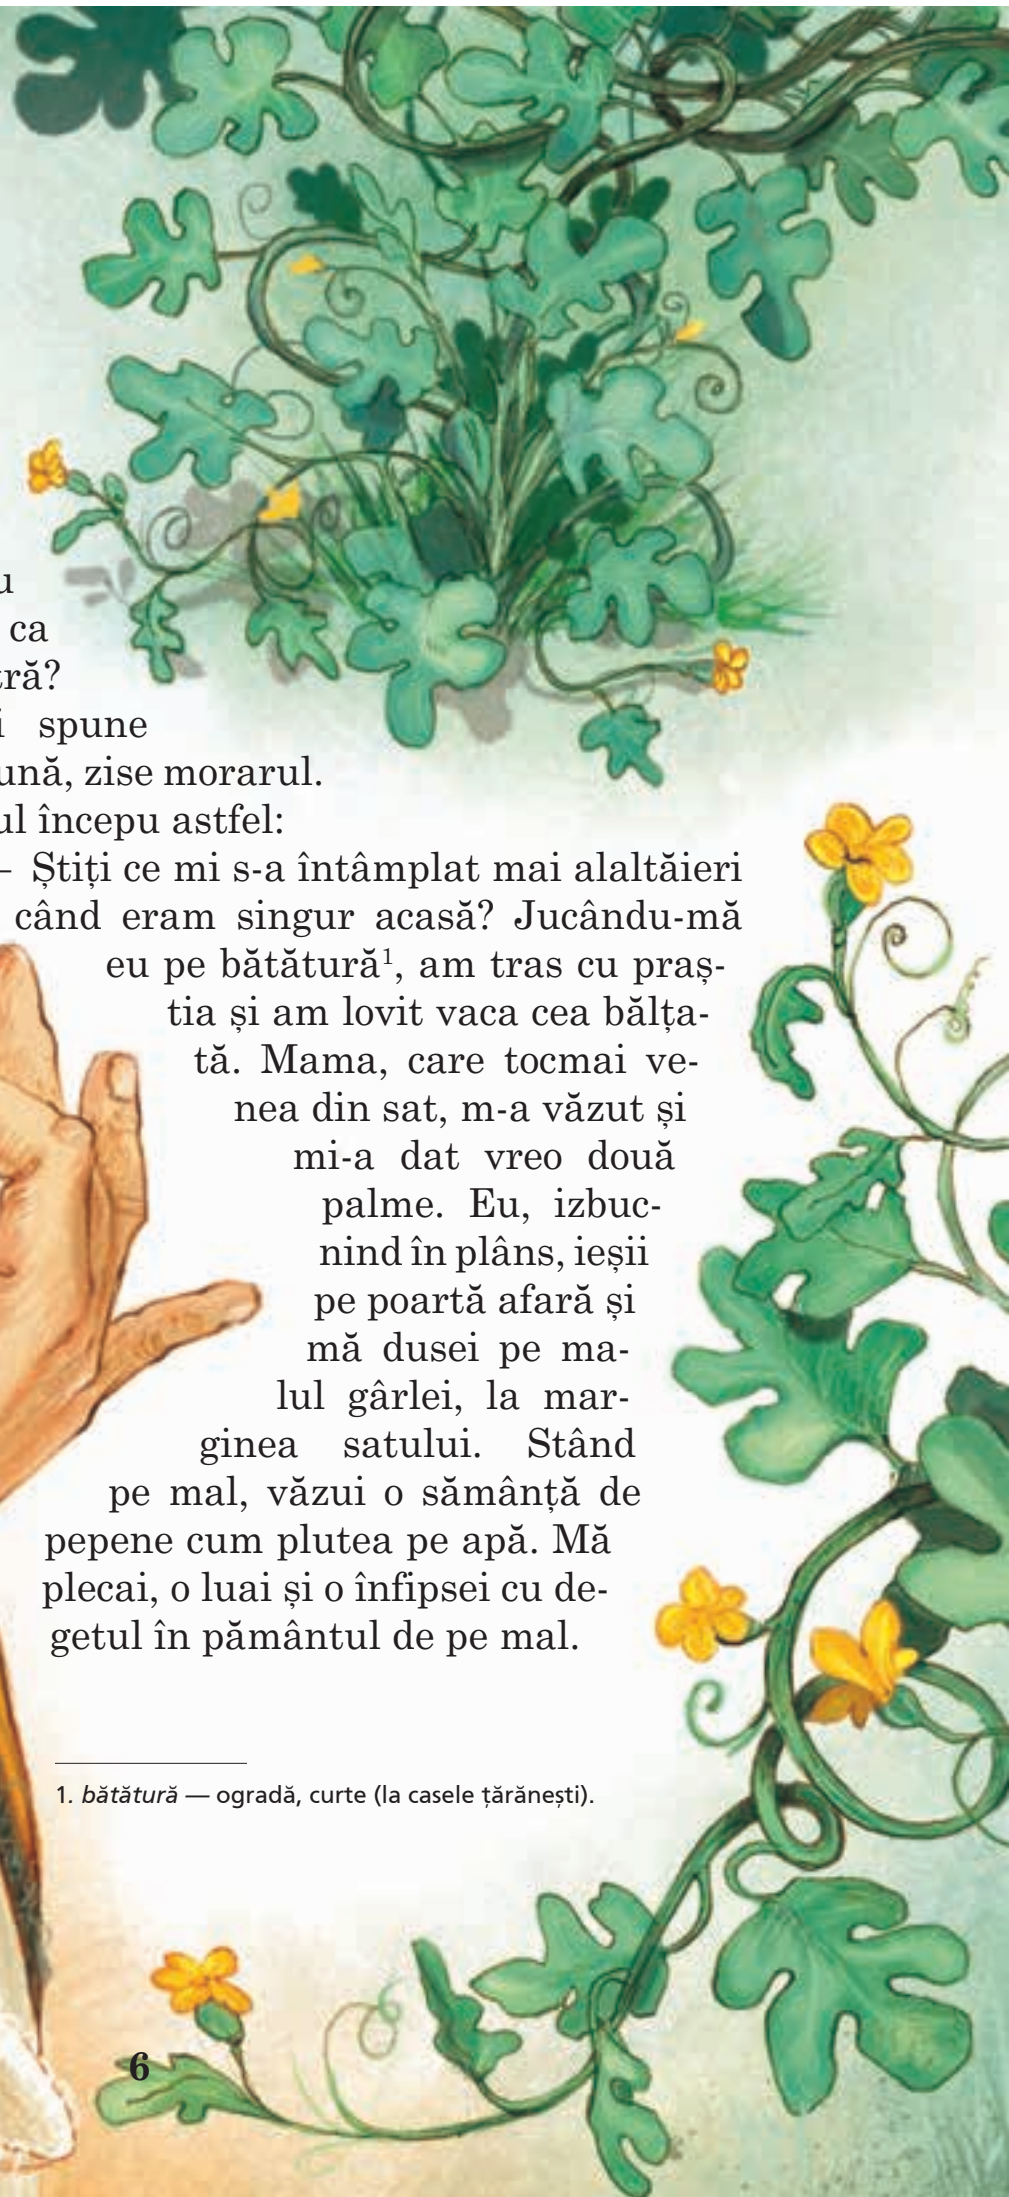 ca
spune
zise morarul.
începu astfel:
– Știți ce mi s-a întâmplat mai alaltăieri
când eram singur acasă? Jucându-mă
eu pe bătătură¹, am tras cu praș-
tia și am lovit vaca cea bălța-
tă. Mama, care tocmai ve-
nea din sat, m-a văzut și
mi-a dat vreo două
palme. Eu, izbuc-
nind în plâns, ieșii
pe poartă afară și
mă dusei pe ma-
lul gârlei, la mar-
ginea satului. Stând
pe mal, văzui o sămânță de
pepene cum plutea pe apă. Mă
plecai, o luai și o înfipsei cu de-
getul în pământul de pe mal.
1. bătătură — ogradă, curte (la casele țărănești).
6